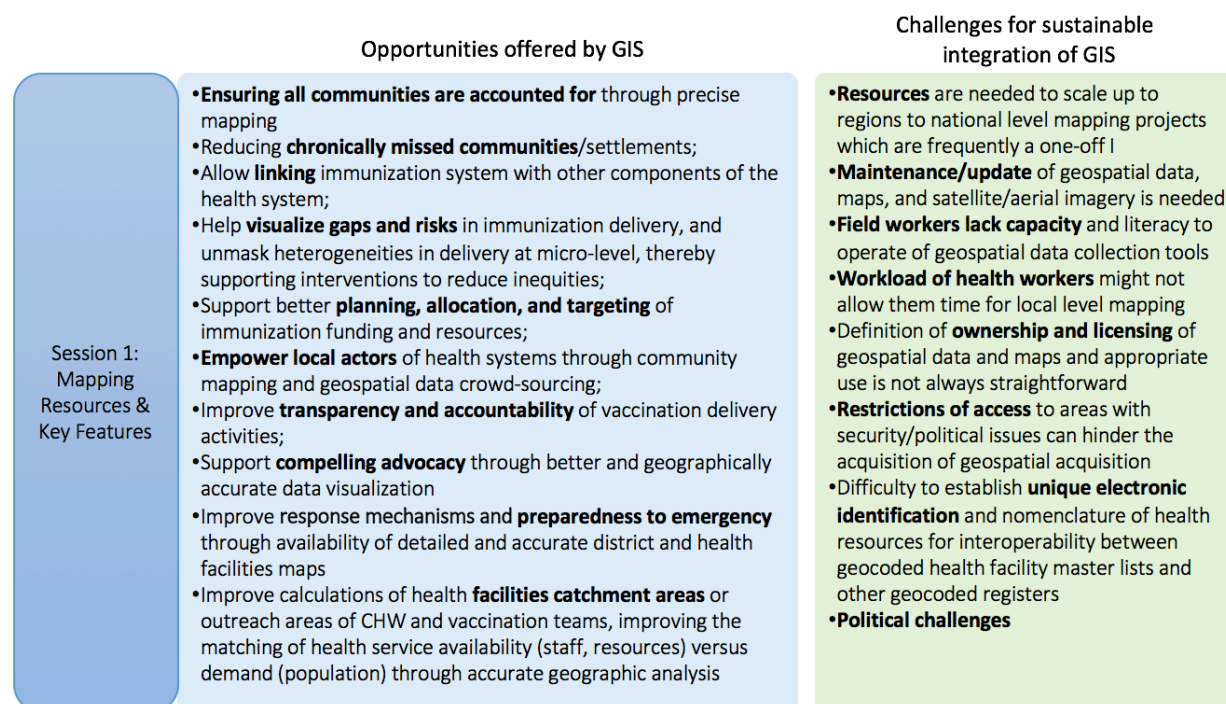 Opportunities offered by GIS
Challenges for sustainable
integration of GIS
Session 1:
Mapping
Resources &
Key Features
•Ensuring all communities are accounted for through precise
mapping
•Reducing chronically missed communities/settlements;
•Allow linking immunization system with other components of the
health system;
•Help visualize gaps and risks in immunization delivery, and
unmask heterogeneities in delivery at micro-level, thereby
supporting interventions to reduce inequities;
•Support better planning, allocation, and targeting of
immunization funding and resources;
•Empower local actors of health systems through community
mapping and geospatial data crowd-sourcing;
•Improve transparency and accountability of vaccination delivery
activities;
•Support compelling advocacy through better and geographically
accurate data visualization
•Improve response mechanisms and preparedness to emergency
through availability of detailed and accurate district and health
facilities maps
•Improve calculations of health facilities catchment areas or
outreach areas of CHW and vaccination teams, improving the
matching of health service availability (staff, resources) versus
demand (population) through accurate geographic analysis
•Resources are needed to scale up to
regions to national level mapping projects
which are frequently a one-off I
•Maintenance/update of geospatial data,
maps, and satellite/aerial imagery is needed
•Field workers lack capacity and literacy to
operate of geospatial data collection tools
•Workload of health workers might not
allow them time for local level mapping
•Definition of ownership and licensing of
geospatial data and maps and appropriate
use is not always straightforward
•Restrictions of access to areas with
security/political issues can hinder the
acquisition of geospatial acquisition
•Difficulty to establish unique electronic
identification and nomenclature of health
resources for interoperability between
geocoded health facility master lists and
other geocoded registers
•Political challenges